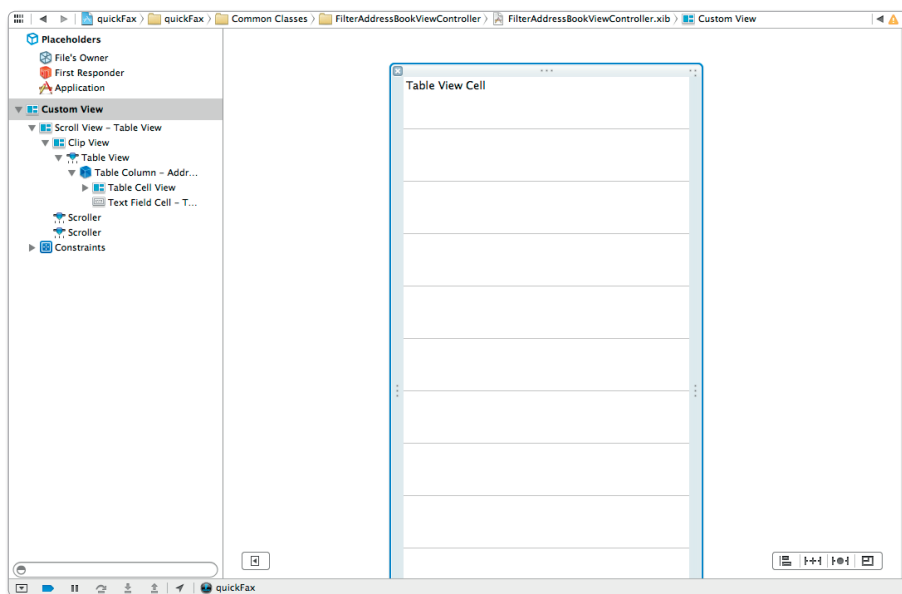 quickFax quickFax Common Classes FilterAddressBookViewController FilterAddressBookViewController.xib Custom View
Placeholders
File's Owner
First Responder
Application
Custom View
Scroll View – Table View
Clip View
Table View
Table Column – Addr...
Table Cell View
Text Field Cell – T...
Scroller
Scroller
Constraints
Table View Cell
quickFax